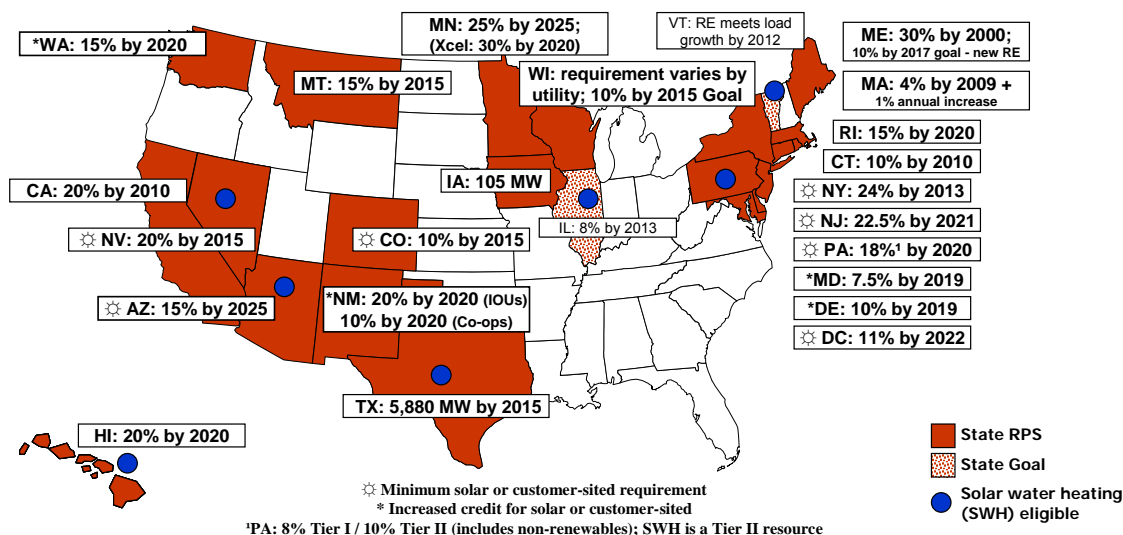 *WA: 15% by 2020
MN: 25% by 2025;
(Xcel: 30% by 2020)
VT: RE meets load
growth by 2012
ME: 30% by 2000;
10% by 2017 goal - new RE
MT: 15% by 2015
WI: requirement varies by
utility; 10% by 2015 Goal
MA: 4% by 2009 +
1% annual increase
RI: 15% by 2020
CT: 10% by 2010
CA: 20% by 2010
IA: 105 MW
☼ NY: 24% by 2013
IL: 8% by 2013
☼ NJ: 22.5% by 2021
☼ NV: 20% by 2015
☼ CO: 10% by 2015
☼ PA: 18%¹ by 2020
*MD: 7.5% by 2019
☼ AZ: 15% by 2025
*NM: 20% by 2020 (IOUs)
10% by 2020 (Co-ops)
*DE: 10% by 2019
☼ DC: 11% by 2022
TX: 5,880 MW by 2015
HI: 20% by 2020
State RPS
State Goal
Solar water heating
(SWH) eligible
☼ Minimum solar or customer-sited requirement
* Increased credit for solar or customer-sited
¹PA: 8% Tier I / 10% Tier II (includes non-renewables); SWH is a Tier II resource